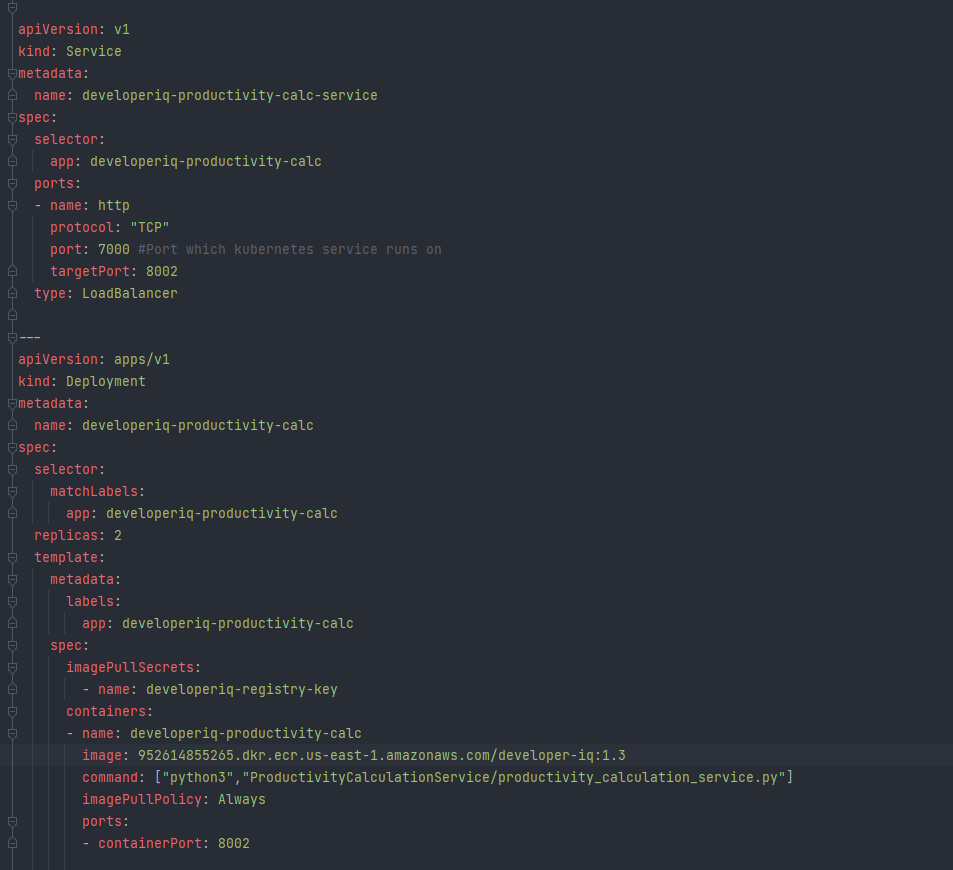 apiVersion: v1
kind: Service
metadata:
  name: developeriq-productivity-calc-service
spec:
  selector:
    app: developeriq-productivity-calc
  ports:
  - name: http
    protocol: "TCP"
    port: 7000 #Port which kubernetes service runs on
    targetPort: 8002
  type: LoadBalancer

---
apiVersion: apps/v1
kind: Deployment
metadata:
  name: developeriq-productivity-calc
spec:
  selector:
    matchLabels:
      app: developeriq-productivity-calc
  replicas: 2
  template:
    metadata:
      labels:
        app: developeriq-productivity-calc
    spec:
      imagePullSecrets:
        - name: developeriq-registry-key
      containers:
      - name: developeriq-productivity-calc
        image: 952614855265.dkr.ecr.us-east-1.amazonaws.com/developer-iq:1.3
        command: ["python3","ProductivityCalculationService/productivity_calculation_service.py"]
        imagePullPolicy: Always
        ports:
        - containerPort: 8002